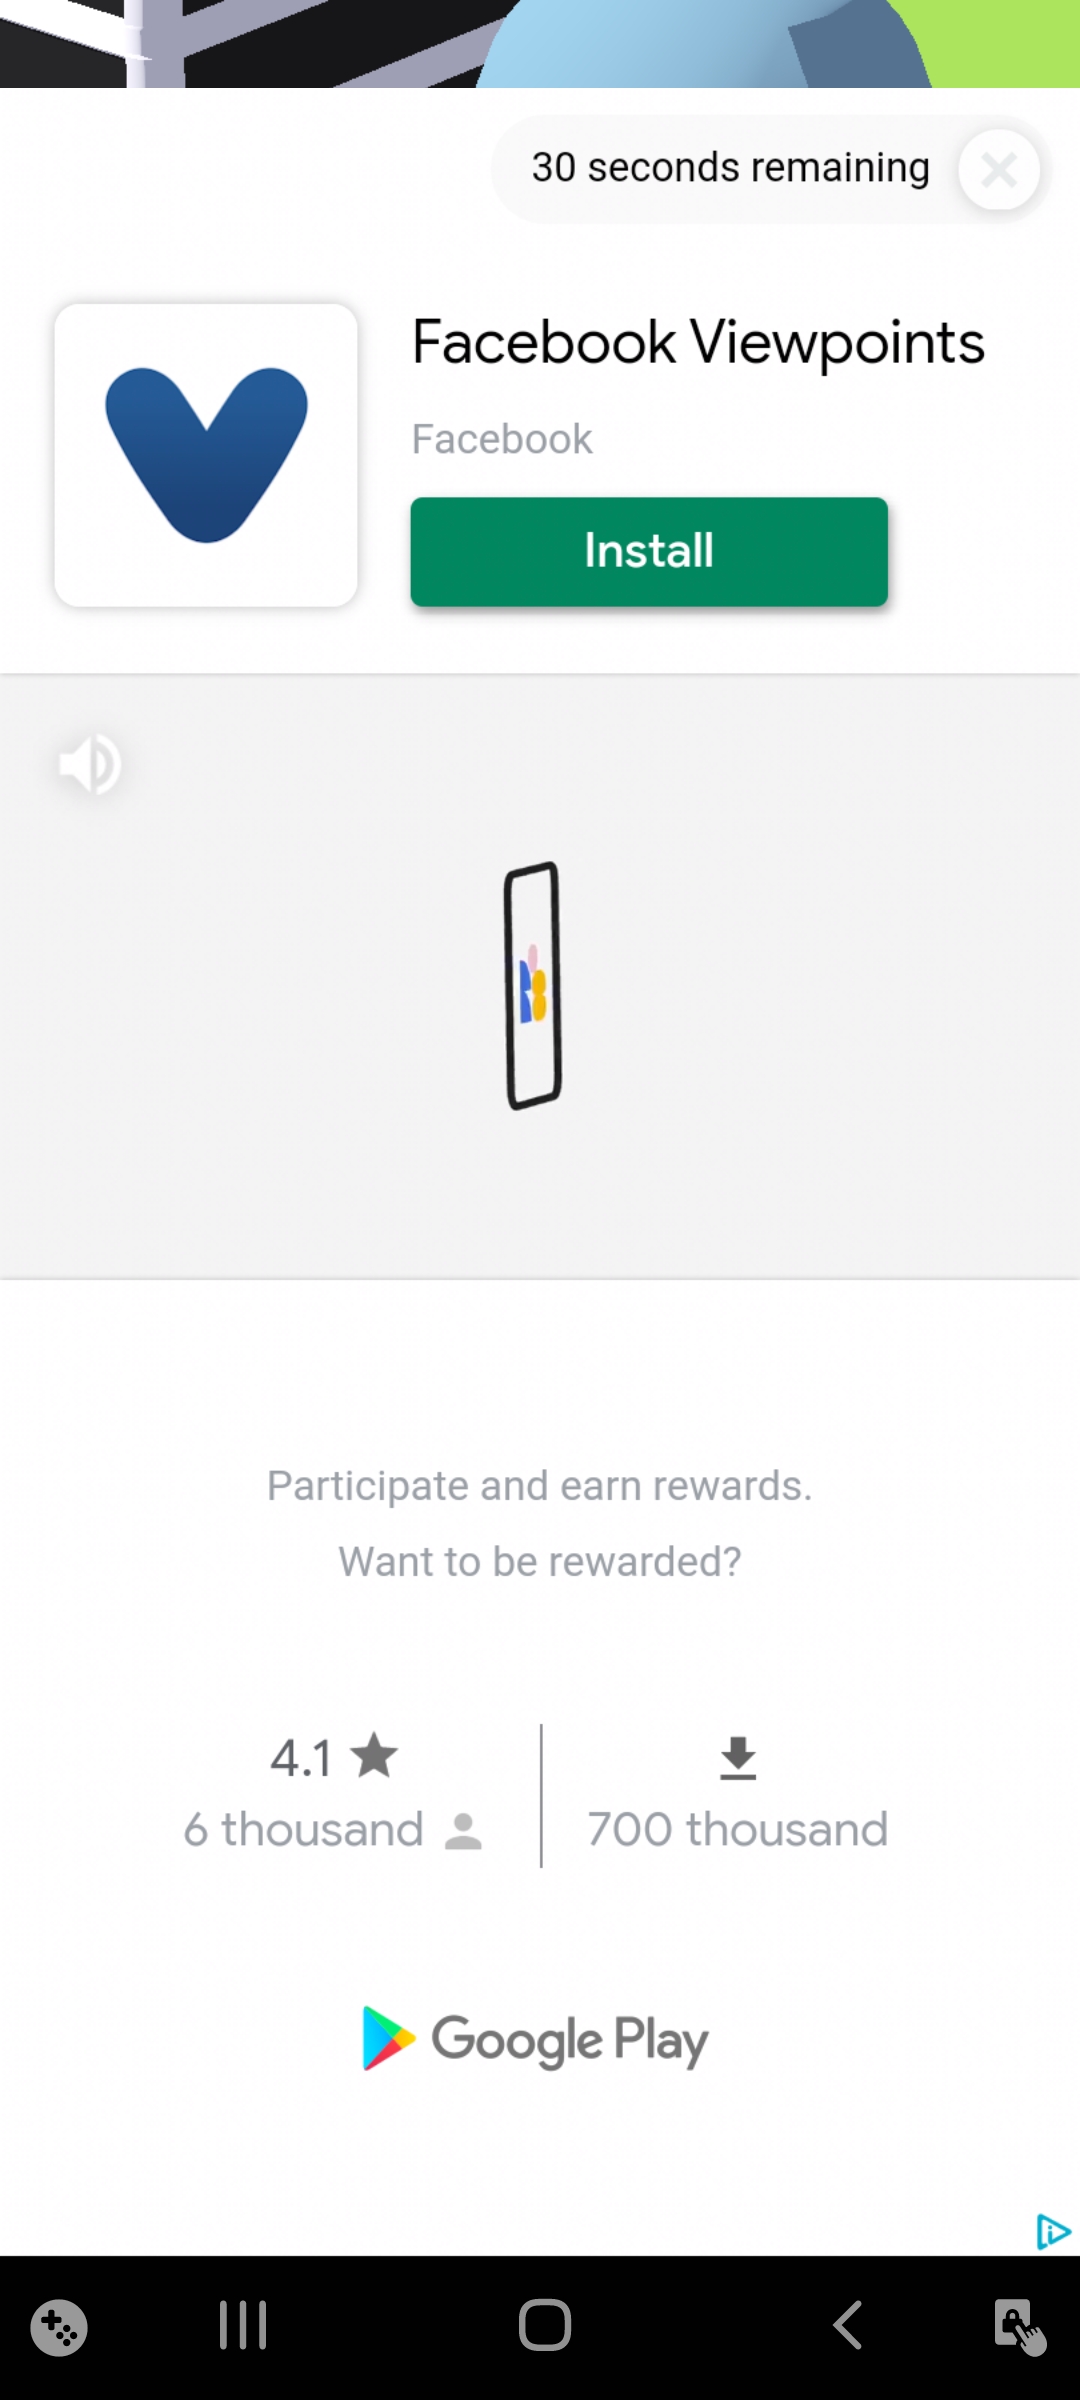 30 seconds remaining
Facebook Viewpoints
Facebook
Install
Participate and earn rewards.
Want to be rewarded?
4.1
6 thousand
700 thousand
Google Play